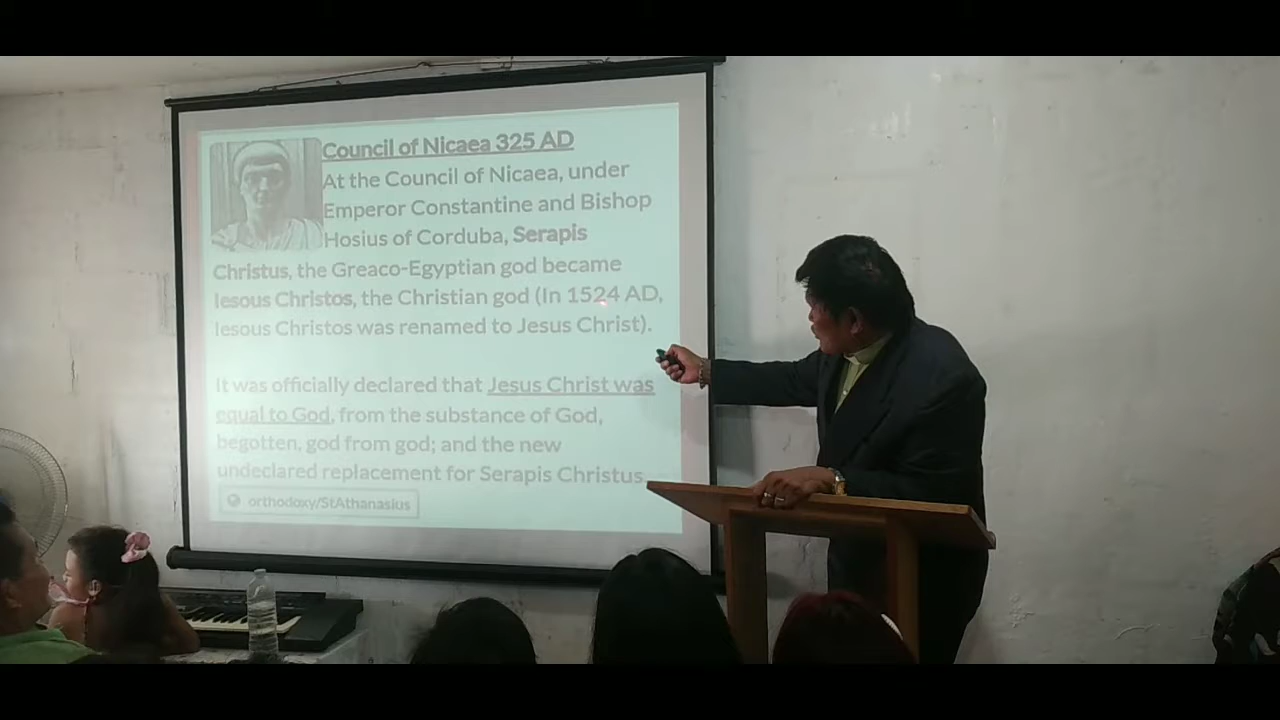 Council of Nicaea 325 AD
At the Council of Nicaea, under
Emperor Constantine and Bishop
Hosius of Corduba, Serapis
Christus, the Greaco-Egyptian god became
Iesous Christos, the Christian god (In 1524 AD,
Iesous Christos was renamed to Jesus Christ).
It was officially declared that Jesus Christ was
equal to God, from the substance of God,
begotten, god from god; and the new
undeclared replacement for Serapis Christus.
orthodoxy/StAthanasius